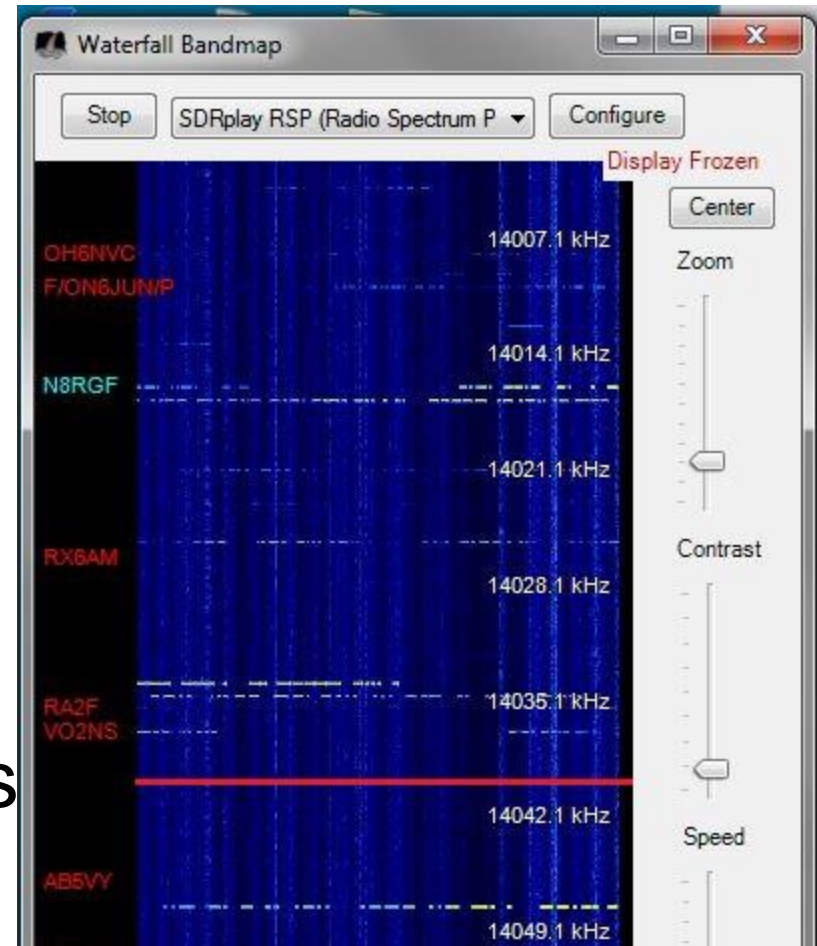 Waterfall Bandmap
Stop
SDRplay RSP (Radio Spectrum P
Configure
Display Frozen
Center
14007.1 kHz
OH6NVC
Zoom
F/ON6JUN/P
14014.1 kHz
N8RGF
14021.1 kHz
Contrast
RX6AM
14028.1 kHz
14035.1 kHz
RA2F
VO2NS
s
14042.1 kHz
Speed
AB5VY
14049.1 kHz